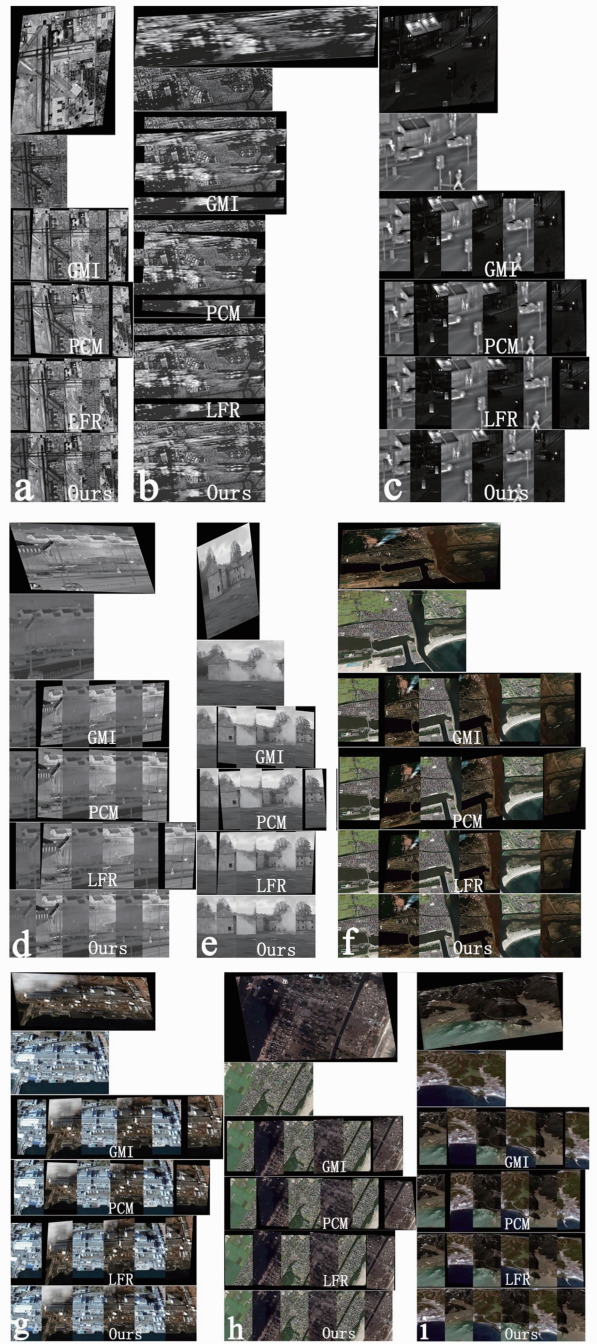 GMI
PCM
LFR
a Ours
GMI
PCM
LFR
b Ours
GMI
PCM
LFR
c Ours
GMI
PCM
LFR
d Ours
GMI
PCM
LFR
e Ours
GMI
PCM
LFR
f Ours
GMI
PCM
LFR
g Ours
GMI
PCM
LFR
h Ours
GMI
PCM
LFR
i Ours